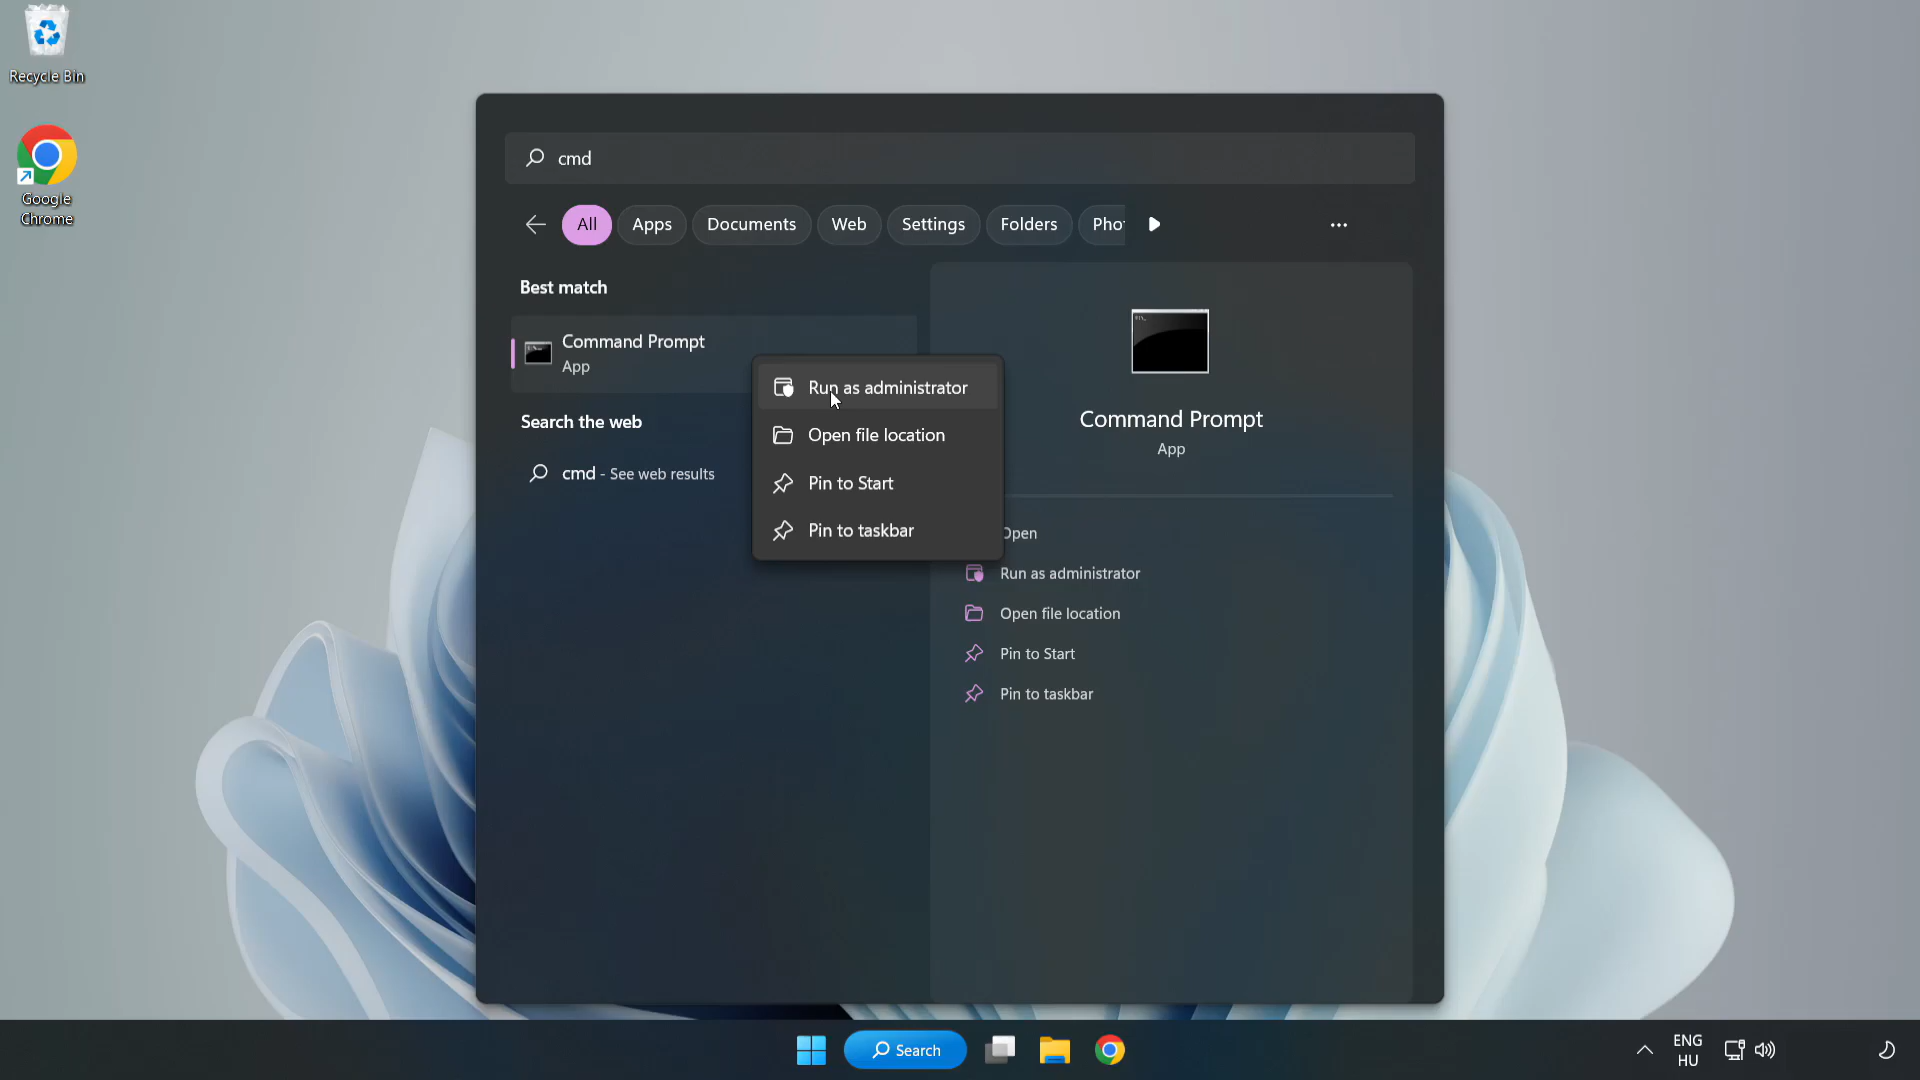 Recycle Bin
Google
Chrome
cmd
All
Apps
Documents
Web
Settings
Folders
Pho
Best match
Command Prompt
App
Search the web
cmd - See web results
Run as administrator
Open file location
Pin to Start
Pin to taskbar
Command Prompt
App
Open
Run as administrator
Open file location
Pin to Start
Pin to taskbar
Search
ENG
HU